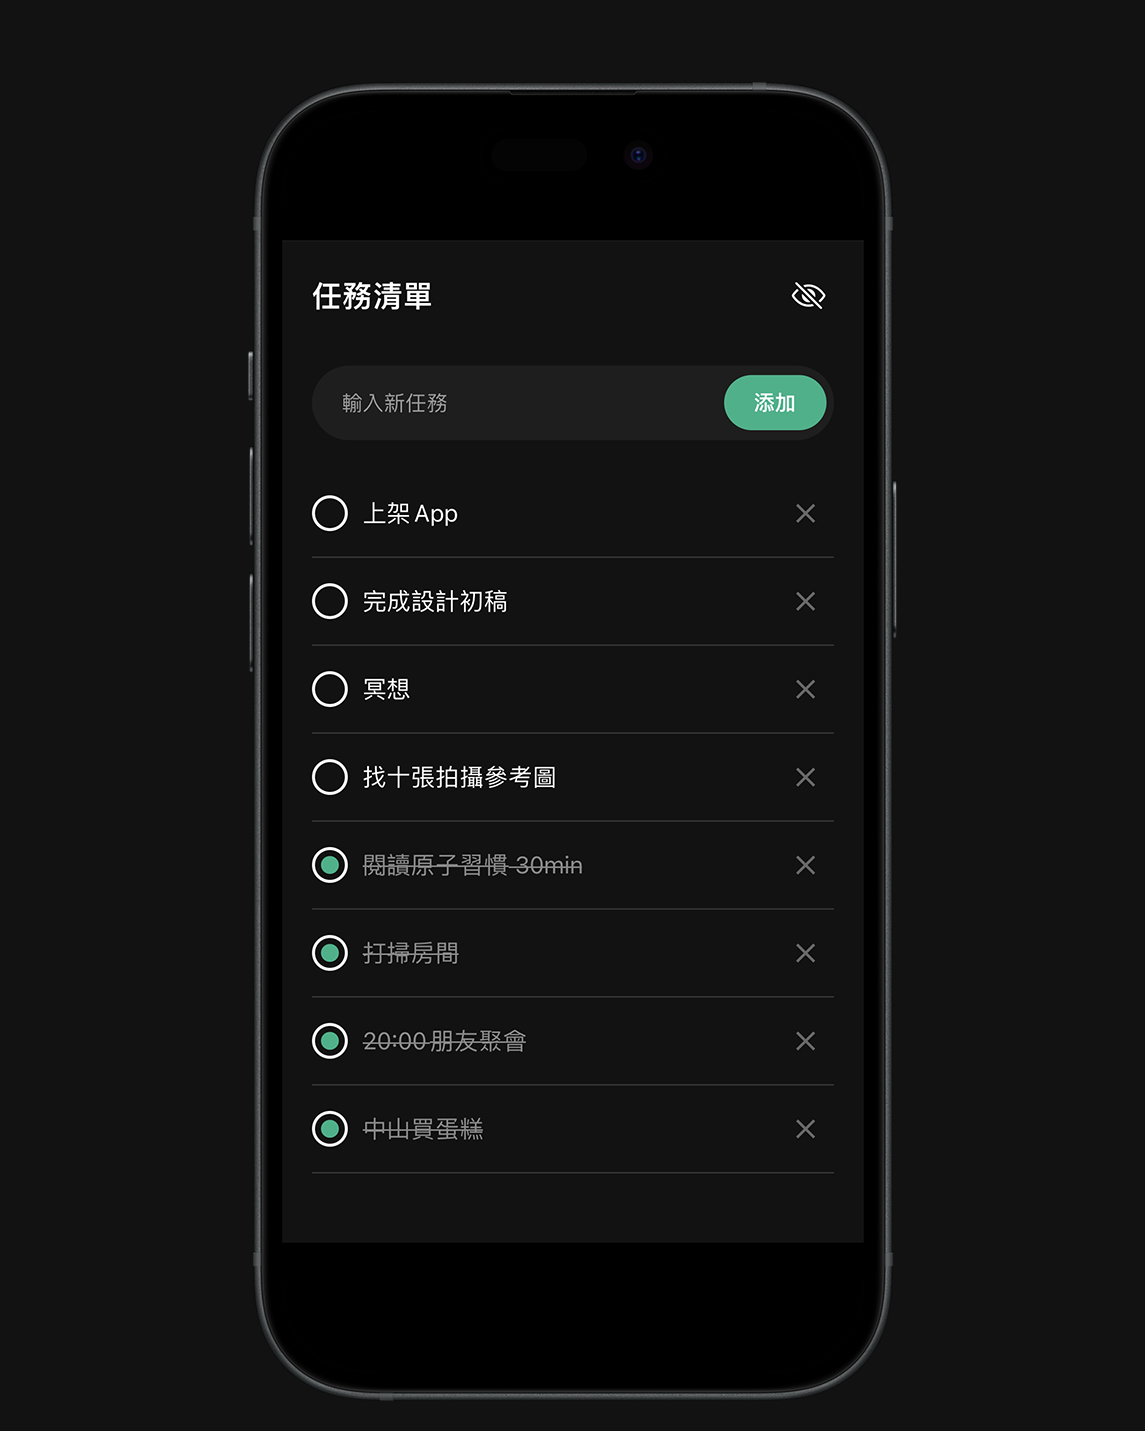 任務清單
輸入新任務
添加
上架 App
完成設計初稿
冥想
找十張拍攝參考圖
閱讀原子習慣 30min
打掃房間
20:00 朋友聚會
中山買蛋糕